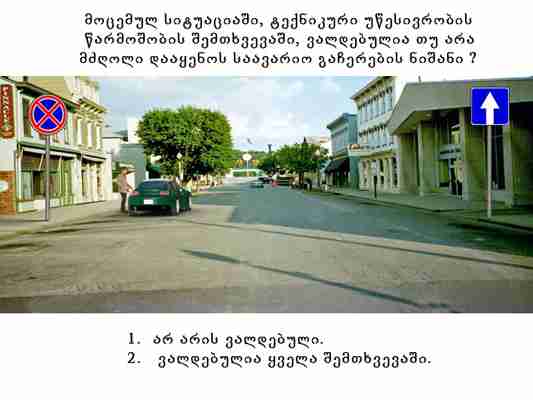 მოცემულ სიტუაციაში, ტექნიკური უწესივრობის
წარმოშობის შემთხვევაში, ვალდებულია თუ არა
მძღოლი დააყენოს საავარიო გაჩერების ნიშანი ?
1. არ არის ვალდებული.
2. ვალდებულია ყველა შემთხვევაში.